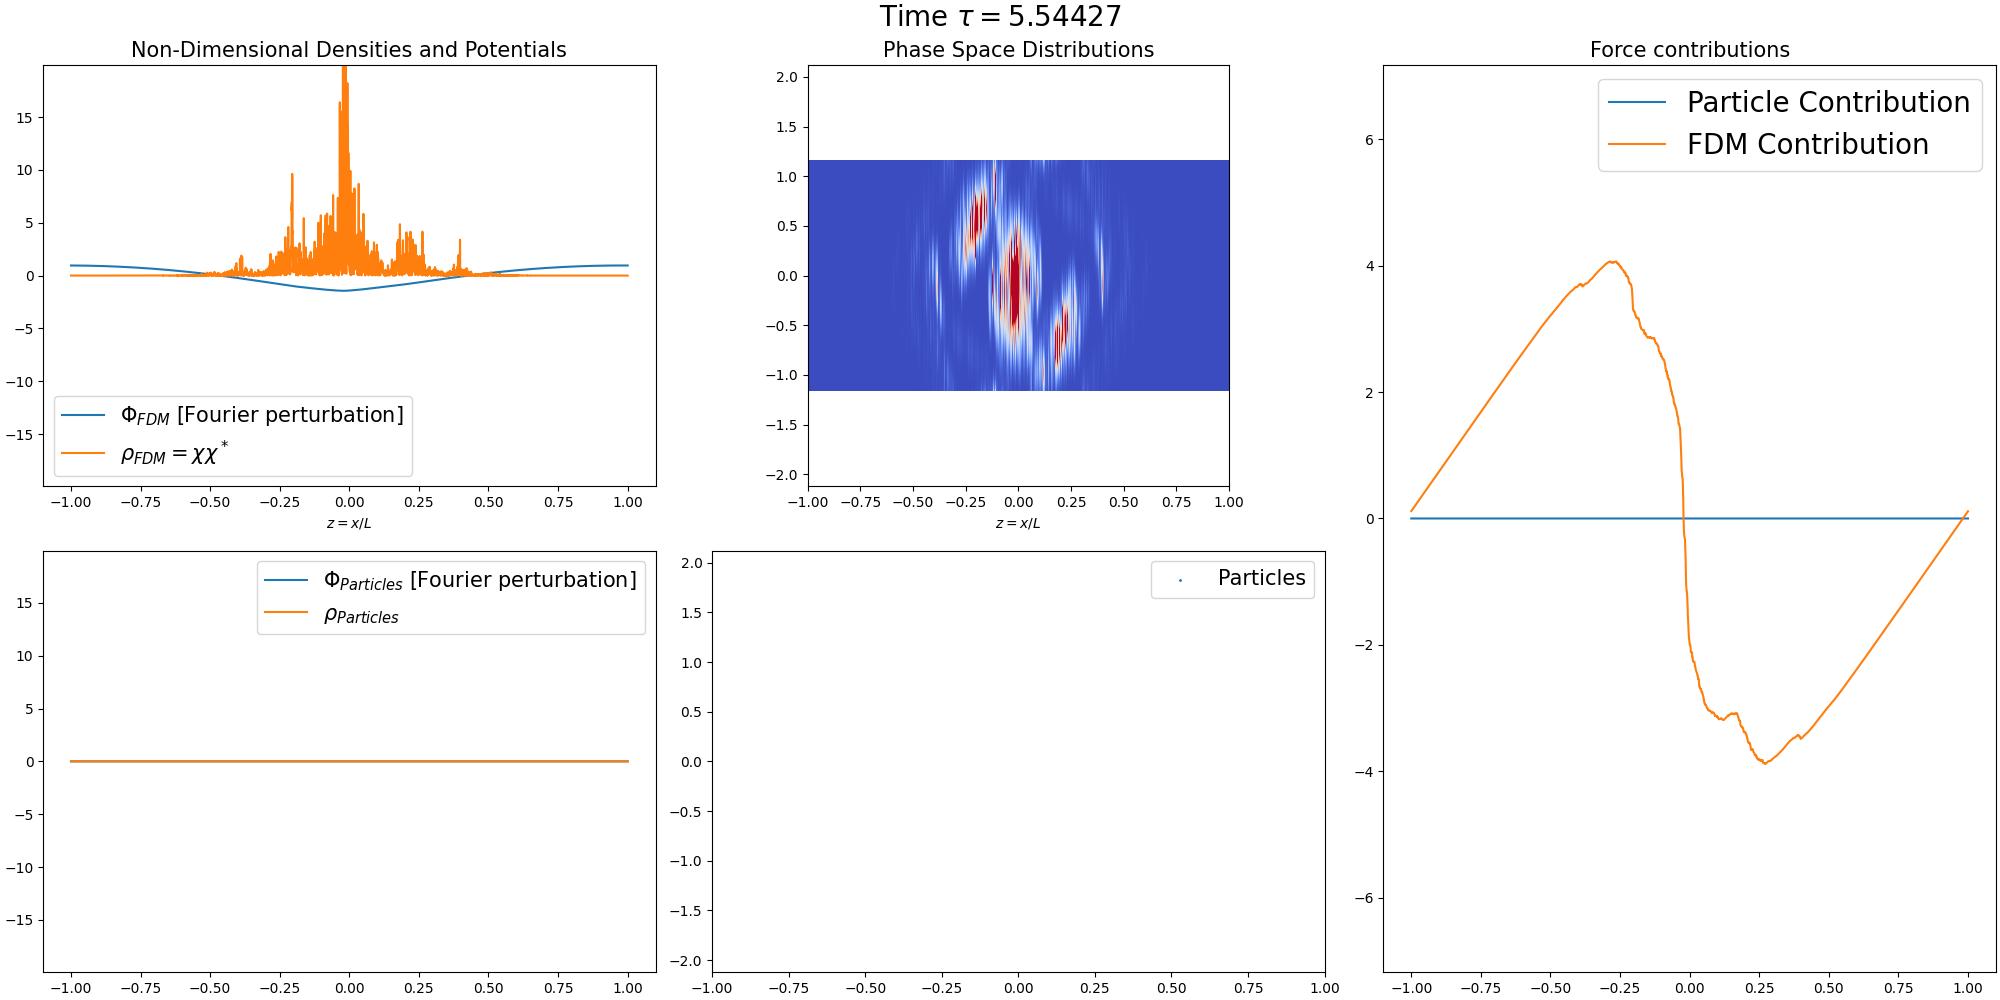 Time τ = 5.54427
Non-Dimensional Densities and Potentials
15
10
5
0
−5
−10
−15
Φ_FDM [Fourier perturbation]
ρ_FDM = χχ*
−1.00 −0.75 −0.50 −0.25 0.00 0.25 0.50 0.75 1.00
z = x/L
Phase Space Distributions
2.0
1.5
1.0
0.5
0.0
−0.5
−1.0
−1.5
−2.0
−1.00 −0.75 −0.50 −0.25 0.00 0.25 0.50 0.75 1.00
z = x/L
Force contributions
Particle Contribution
FDM Contribution
6
4
2
0
−2
−4
−6
−1.00 −0.75 −0.50 −0.25 0.00 0.25 0.50 0.75 1.00
Φ_Particles [Fourier perturbation]
ρ_Particles
15
10
5
0
−5
−10
−15
−1.00 −0.75 −0.50 −0.25 0.00 0.25 0.50 0.75 1.00
Particles
2.0
1.5
1.0
0.5
0.0
−0.5
−1.0
−1.5
−2.0
−1.00 −0.75 −0.50 −0.25 0.00 0.25 0.50 0.75 1.00